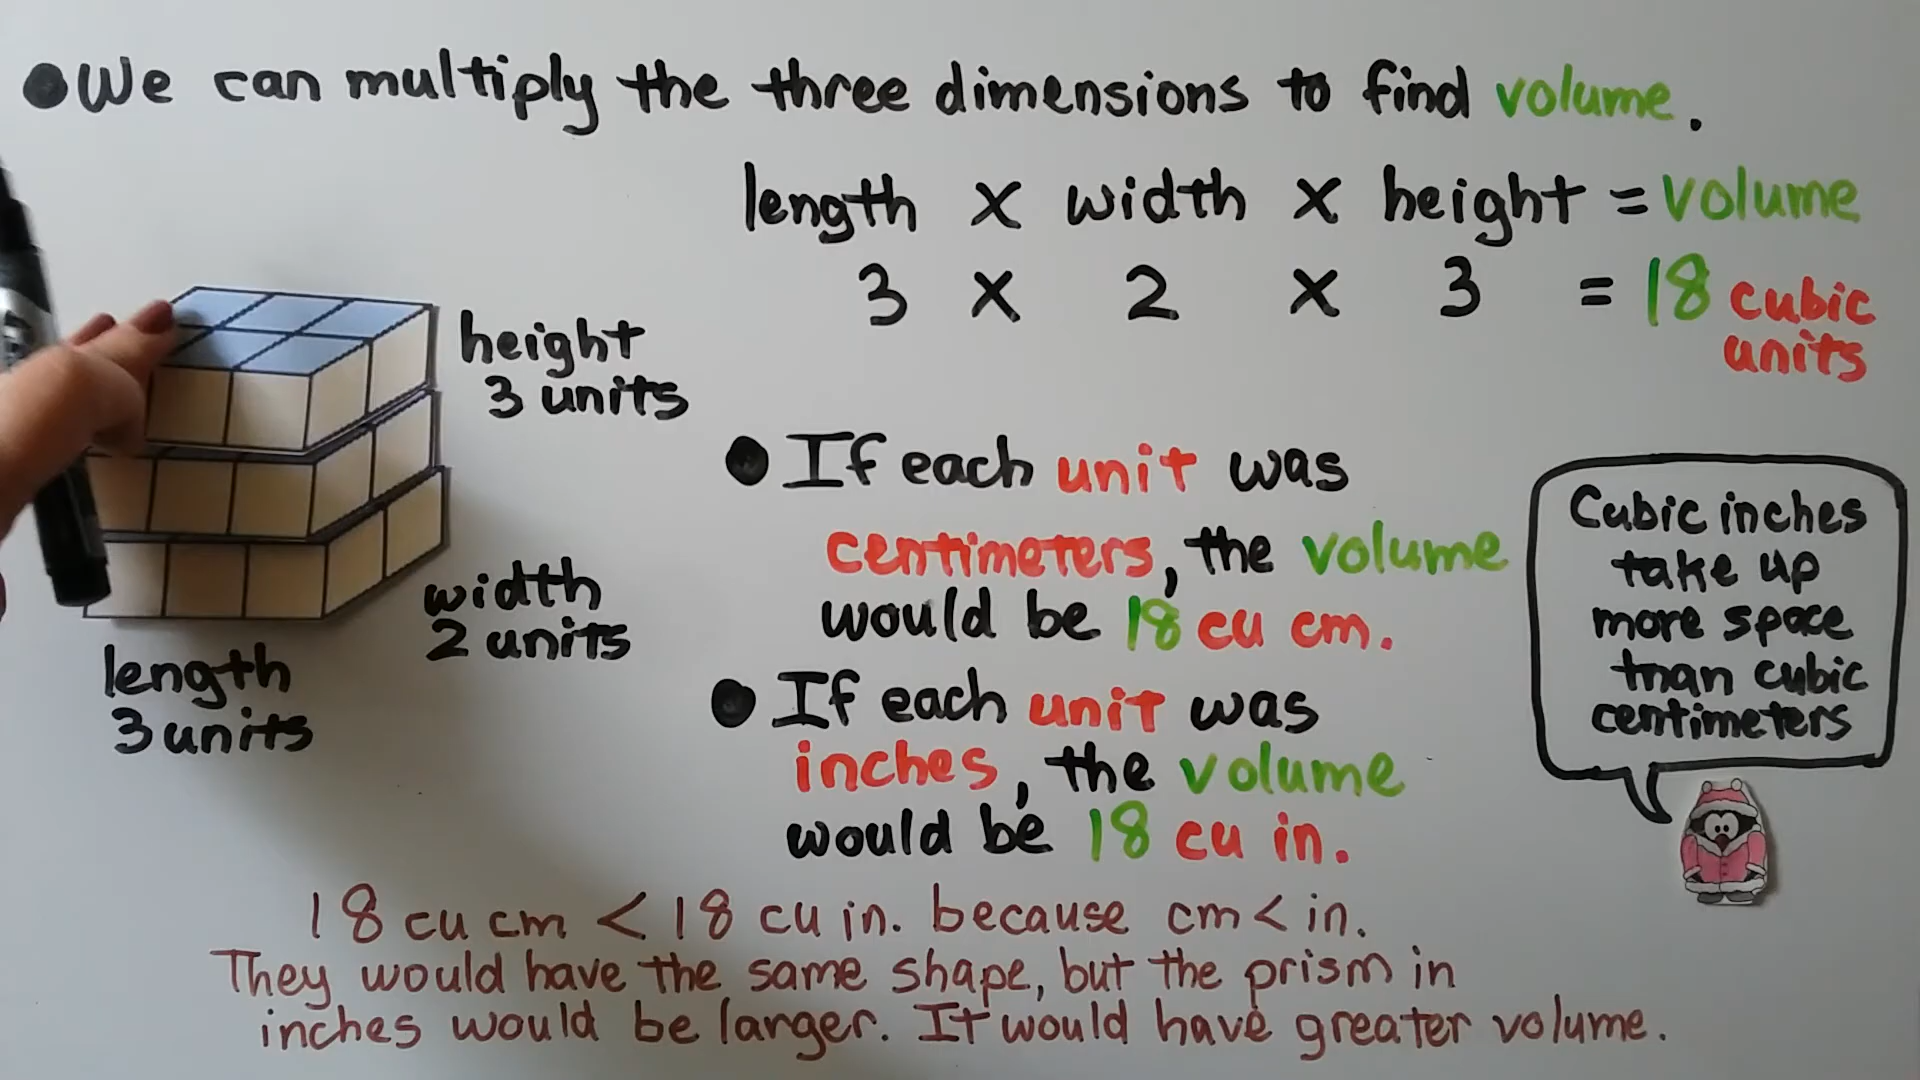 ● We can multiply the three dimensions to find volume.
length x width x height = volume
3 x 2 x 3 = 18 cubic units
height
3 units
width
2 units
length
3 units
● If each unit was
centimeters, the volume
would be 18 cu cm.
● If each unit was
inches, the volume
would be 18 cu in.
Cubic inches
take up
more space
than cubic
centimeters
18 cu cm < 18 cu in. because cm < in.
They would have the same shape, but the prism in
inches would be larger. It would have greater volume.